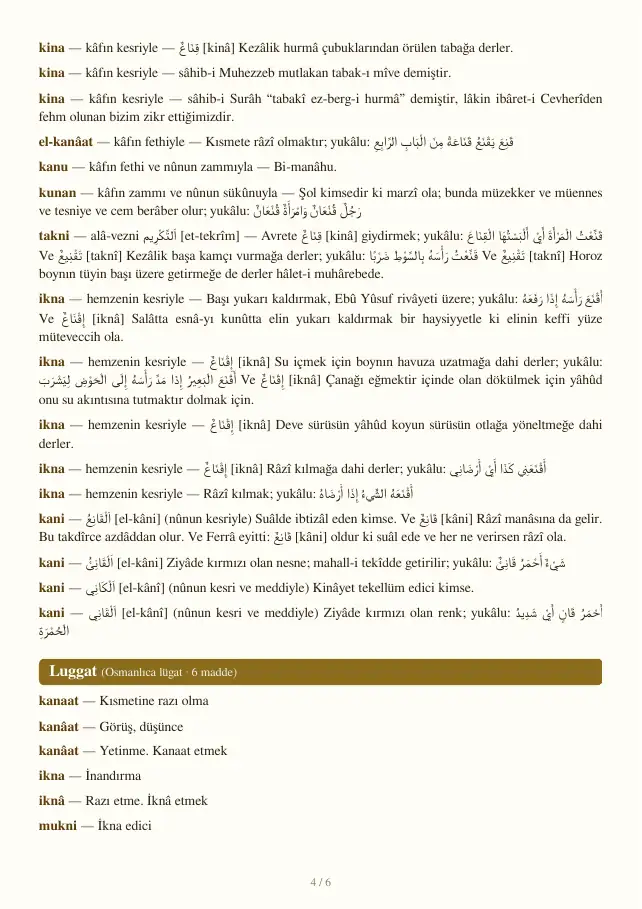 kina — kâfın kesriyle — قِنَاعٌ [kinâ] Kezâlik hurmâ çubuklarından örülen tabağa derler.
kina — kâfın kesriyle — sâhib-i Muhezzeb mutlakan tabak-ı mîve demiştir.
kina — kâfın kesriyle — sâhib-i Surâh “tabakî ez-berg-i hurmâ” demiştir, lâkin ibâret-i Cevherîden
fehm olunan bizim zikr ettiğimizdir.
el-kanâat — kâfın fethiyle — Kısmete râzî olmaktır; yukâlu: قَنِعَ يَقْنَعُ قَنَاعَةً مِنَ الْبَابِ الرَّابِعِ
kanu — kâfın fethi ve nûnun zammıyla — Bi-manâhu.
kunan — kâfın zammı ve nûnun sükûnuyla — Şol kimsedir ki marzî ola; bunda müzekker ve müennes
ve tesniye ve cem berâber olur; yukâlu: رَجُلٌ قُنْعَانٌ وَامْرَأَةٌ قُنْعَانٌ
takni — alâ-vezni اَلتَّكْرِيمِ [et-tekrîm] — Avrete قِنَاعٌ [kinâ] giydirmek; yukâlu: قَنَّعْتُ الْمَرْأَةَ أَيْ أَلْبَسْتُهَا الْقِنَاعَ
Ve تَقْنِيعٌ [taknî] Kezâlik başa kamçı vurmağa derler; yukâlu: قَنَّعْتُ رَأْسَهُ بِالسَّوْطِ ضَرْبًا Ve تَقْنِيعٌ [taknî] Horoz
boynın tüyin başı üzere getirmeğe de derler hâlet-i muhârebede.
ikna — hemzenin kesriyle — Başı yukarı kaldırmak, Ebû Yûsuf rivâyeti üzere; yukâlu: أَقْنَعَ رَأْسَهُ إِذَا رَفَعَهُ
Ve إِقْنَاعٌ [iknâ] Salâtta esnâ-yı kunûtta elin yukarı kaldırmak bir haysiyyetle ki elinin keffi yüze
müteveccih ola.
ikna — hemzenin kesriyle — إِقْنَاعٌ [iknâ] Su içmek için boynın havuza uzatmağa dahi derler; yukâlu:
أَقْنَعَ الْبَعِيرُ إِذَا مَدَّ رَأْسَهُ إِلَى الْحَوْضِ لِيَشْرَبَ Ve إِقْنَاعٌ [iknâ] Çanağı eğmektir içinde olan dökülmek için yâhûd
onu su akıntısına tutmaktır dolmak için.
ikna — hemzenin kesriyle — إِقْنَاعٌ [iknâ] Deve sürüsün yâhûd koyun sürüsün otlağa yöneltmeğe dahi
derler.
ikna — hemzenin kesriyle — إِقْنَاعٌ [iknâ] Râzî kılmağa dahi derler; yukâlu: أَقْنَعَنِي كَذَا أَيْ أَرْضَانِي
ikna — hemzenin kesriyle — Râzî kılmak; yukâlu: أَقْنَعَهُ الشَّيْءُ إِذَا أَرْضَاهُ
kani — اَلْقَانِعُ [el-kâni] (nûnun kesriyle) Suâlde ibtizâl eden kimse. Ve قَانِعٌ [kâni] Râzî manâsına da gelir.
Bu takdîrce azdâddan olur. Ve Ferrâ eyitti: قَانِعٌ [kâni] oldur ki suâl ede ve her ne verirsen râzî ola.
kani — اَلْقَانِئُ [el-kâni] Ziyâde kırmızı olan nesne; mahall-i tekîdde getirilir; yukâlu: شَيْءٌ أَحْمَرُ قَانِئٌ
kani — اَلْكَانِي [el-kânî] (nûnun kesri ve meddiyle) Kinâyet tekellüm edici kimse.
kani — اَلْقَانِي [el-kânî] (nûnun kesri ve meddiyle) Ziyâde kırmızı olan renk; yukâlu: أَحْمَرُ قَانٍ أَيْ شَدِيدُ
الْحُمْرَةِ
Luggat (Osmanlıca lügat · 6 madde)
kanaat — Kısmetine razı olma
kanâat — Görüş, düşünce
kanâat — Yetinme. Kanaat etmek
ikna — İnandırma
iknâ — Razı etme. İknâ etmek
mukni — İkna edici
4 / 6